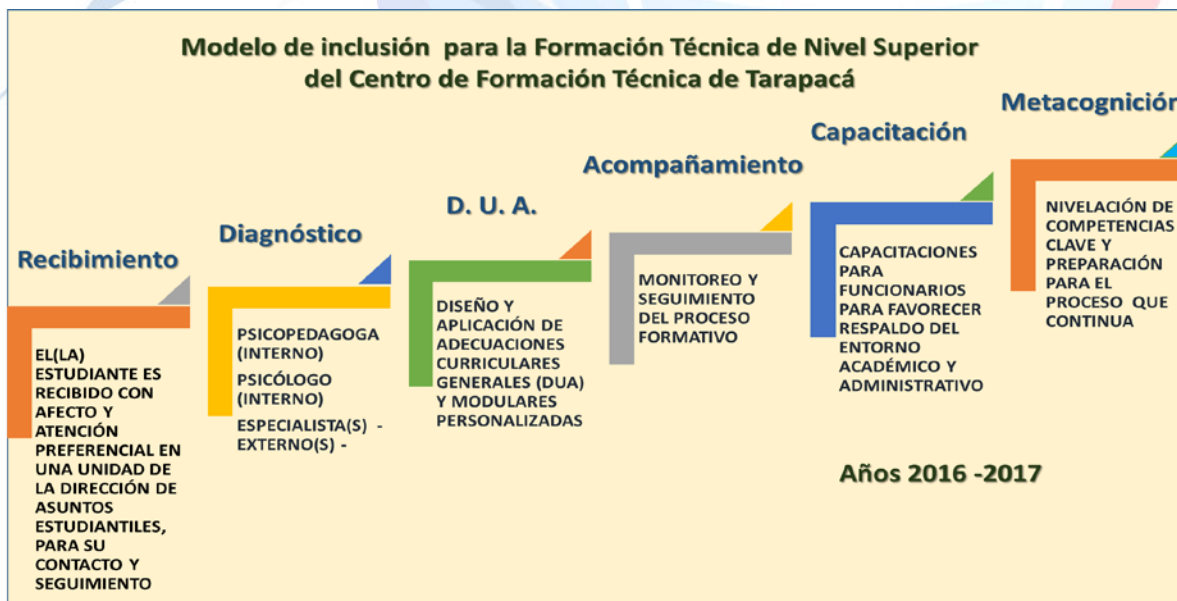 Modelo de inclusión para la Formación Técnica de Nivel Superior
del Centro de Formación Técnica de Tarapacá
Recibimiento
EL(LA)
ESTUDIANTE ES
RECIBIDO CON
AFECTO Y
ATENCIÓN
PREFERENCIAL EN
UNA UNIDAD DE
LA DIRECCIÓN DE
ASUNTOS
ESTUDIANTILES,
PARA SU
CONTACTO Y
SEGUIMIENTO
Diagnóstico
PSICOPEDAGOGA
(INTERNO)
PSICÓLOGO
(INTERNO)
ESPECIALISTA(S) -
EXTERNO(S) -
D. U. A.
DISEÑO Y
APLICACIÓN DE
ADECUACIONES
CURRICULARES
GENERALES (DUA)
Y MODULARES
PERSONALIZADAS
Acompañamiento
MONITOREO Y
SEGUIMIENTO
DEL PROCESO
FORMATIVO
Capacitación
CAPACITACIONES
PARA
FUNCIONARIOS
PARA FAVORECER
RESPALDO DEL
ENTORNO
ACADÉMICO Y
ADMINISTRATIVO
Metacognición
NIVELACIÓN DE
COMPETENCIAS
CLAVE Y
PREPARACIÓN
PARA EL
PROCESO QUE
CONTINUA
Años 2016 -2017